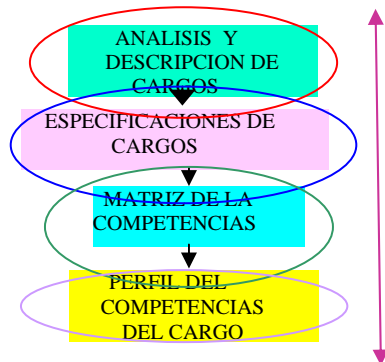 ANALISIS Y
DESCRIPCION DE
CARGOS
ESPECIFICACIONES DE
CARGOS
MATRIZ DE LA
COMPETENCIAS
PERFIL DEL
COMPETENCIAS
DEL CARGO